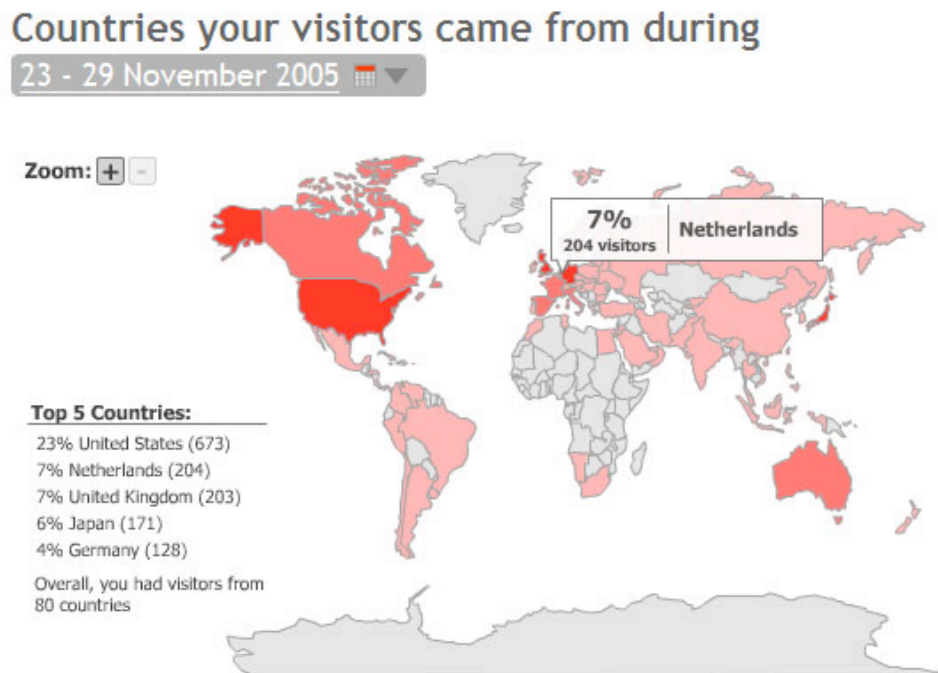 Countries your visitors came from during
23 - 29 November 2005
Zoom: + -
7%
204 visitors
Netherlands
Top 5 Countries:
23% United States (673)
7% Netherlands (204)
7% United Kingdom (203)
6% Japan (171)
4% Germany (128)
Overall, you had visitors from
80 countries